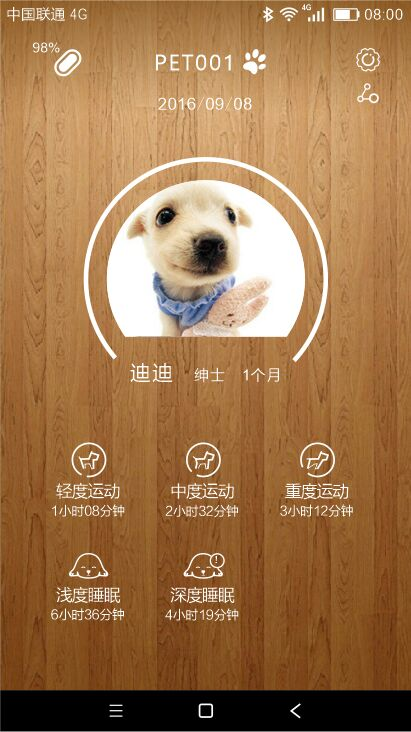 中国联通 4G 4G 08:00
98%
PET001
2016/09/08
迪迪 绅士 1个月
轻度运动 中度运动 重度运动
1小时08分钟 2小时32分钟 3小时12分钟
!
浅度睡眠 深度睡眠
6小时36分钟 4小时19分钟